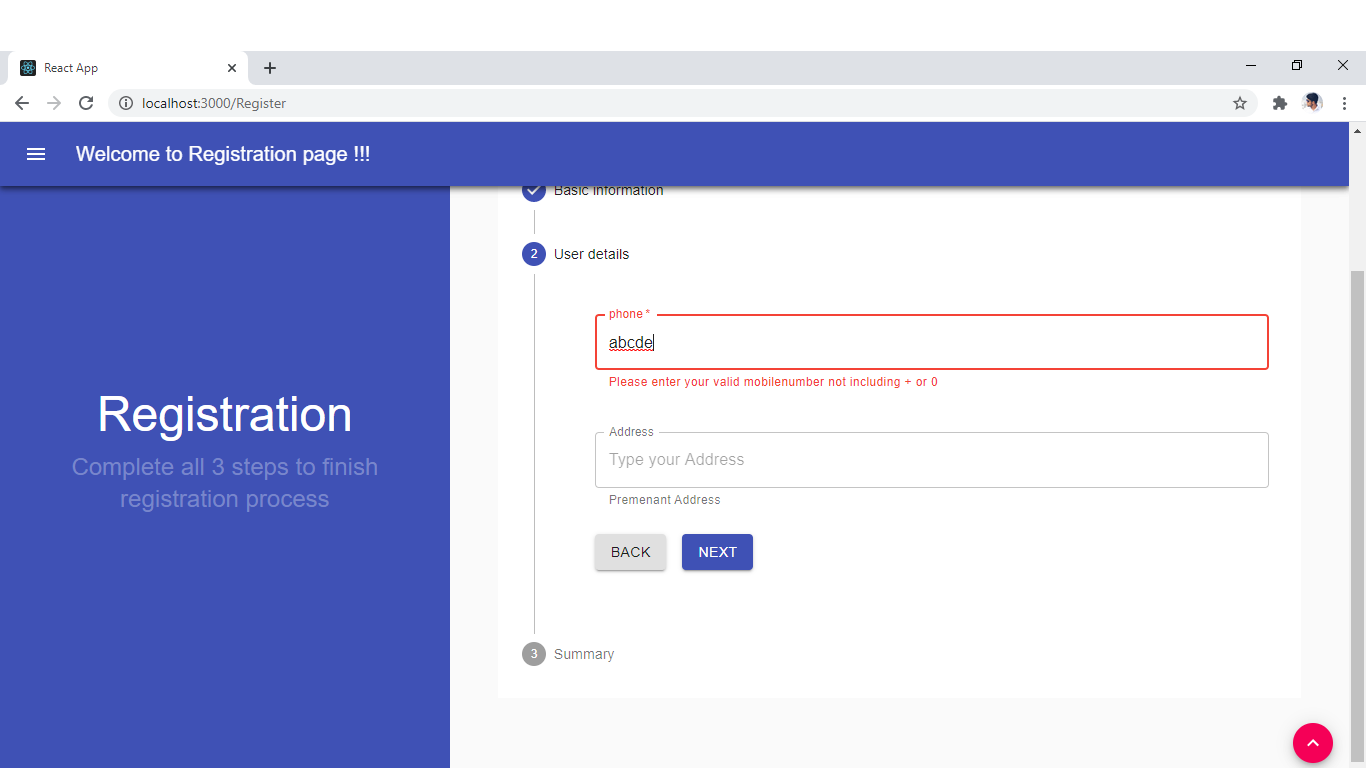 React App
localhost:3000/Register
Welcome to Registration page !!!
Registration
Complete all 3 steps to finish
registration process
Basic Information
2 User details
phone *
abcde
Please enter your valid mobilenumber not including + or 0
Address
Type your Address
Premenant Address
BACK NEXT
3 Summary